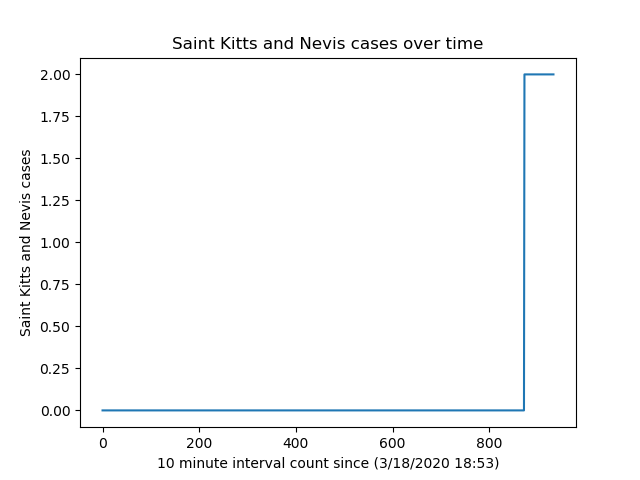 Saint Kitts and Nevis cases over time
Saint Kitts and Nevis cases
2.00
1.75
1.50
1.25
1.00
0.75
0.50
0.25
0.00
0 200 400 600 800
10 minute interval count since (3/18/2020 18:53)